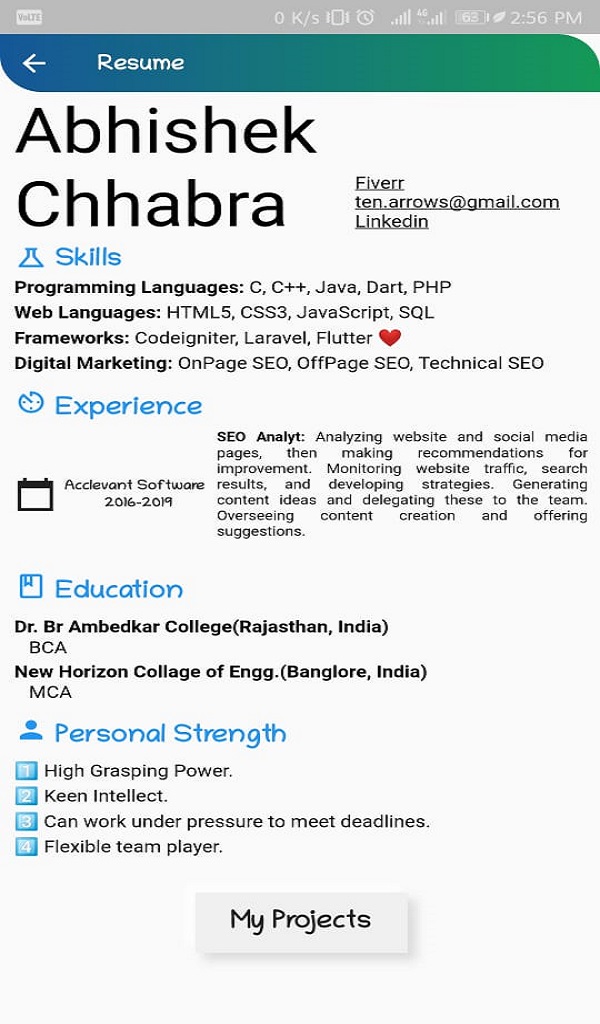 VoLTE 0 K/s 4G 63 2:56 PM
Resume
Abhishek
Chhabra
Fiverr
ten.arrows@gmail.com
Linkedin
Skills
Programming Languages: C, C++, Java, Dart, PHP
Web Languages: HTML5, CSS3, JavaScript, SQL
Frameworks: Codeigniter, Laravel, Flutter ❤️
Digital Marketing: OnPage SEO, OffPage SEO, Technical SEO
Experience
Acclevant Software
2016-2019
SEO Analyt: Analyzing website and social media
pages, then making recommendations for
improvement. Monitoring website traffic, search
results, and developing strategies. Generating
content ideas and delegating these to the team.
Overseeing content creation and offering
suggestions.
Education
Dr. Br Ambedkar College(Rajasthan, India)
BCA
New Horizon Collage of Engg.(Banglore, India)
MCA
Personal Strength
1️⃣ High Grasping Power.
2️⃣ Keen Intellect.
3️⃣ Can work under pressure to meet deadlines.
4️⃣ Flexible team player.
My Projects